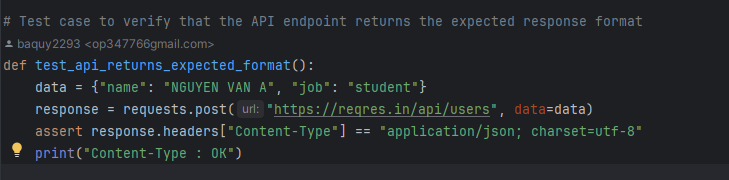 # Test case to verify that the API endpoint returns the expected response format
baquy2293 <op347766gmail.com>
def test_api_returns_expected_format():
    data = {"name": "NGUYEN VAN A", "job": "student"}
    response = requests.post( url: "https://reqres.in/api/users", data=data)
    assert response.headers["Content-Type"] == "application/json; charset=utf-8"
    print("Content-Type : OK")